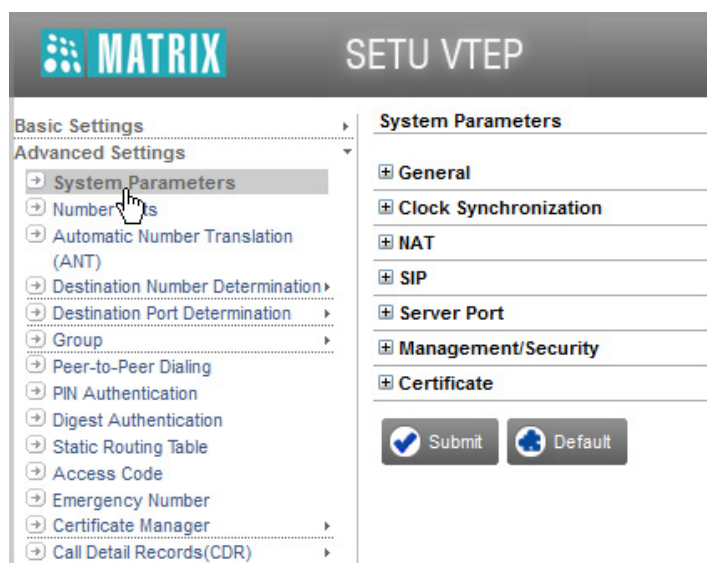 MATRIX
SETU VTEP
Basic Settings
Advanced Settings
System Parameters
Number
Automatic Number Translation
(ANT)
Destination Number Determination
Destination Port Determination
Group
Peer-to-Peer Dialing
PIN Authentication
Digest Authentication
Static Routing Table
Access Code
Emergency Number
Certificate Manager
Call Detail Records(CDR)
System Parameters
General
Clock Synchronization
NAT
SIP
Server Port
Management/Security
Certificate
Submit
Default